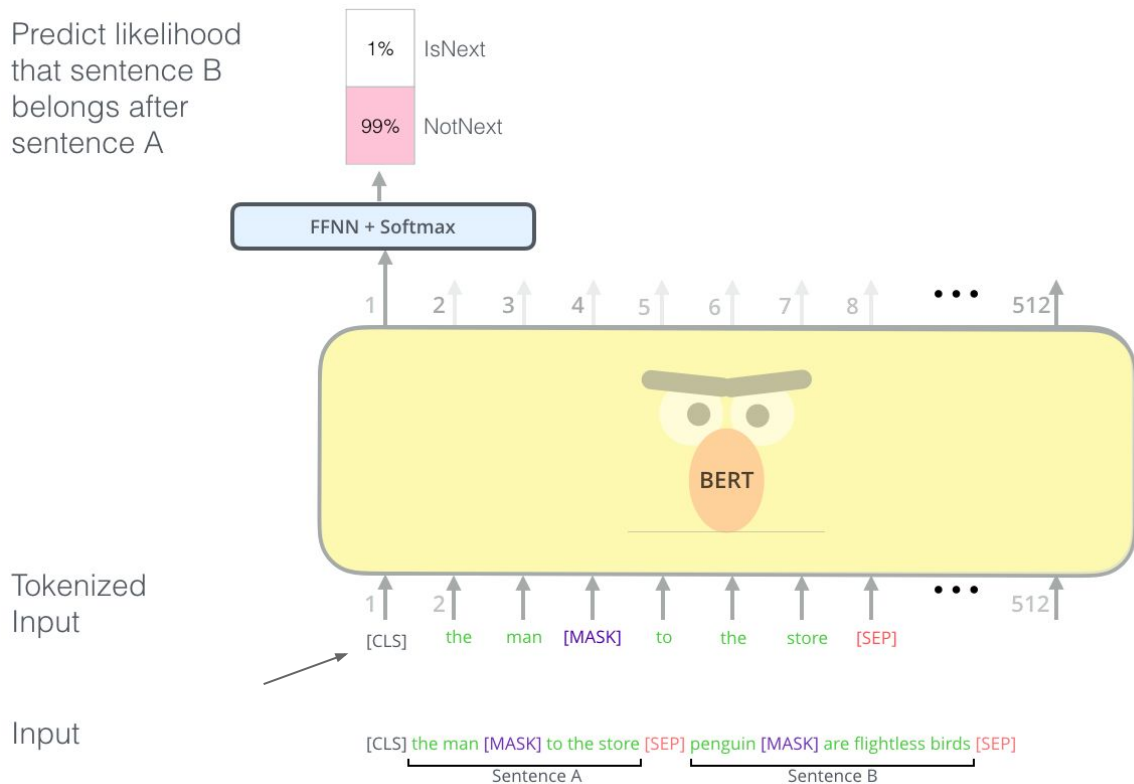 Predict likelihood
that sentence B
belongs after
sentence A
1% IsNext
99% NotNext
FFNN + Softmax
1 2 3 4 5 6 7 8 ••• 512
BERT
Tokenized
Input
1 2 ••• 512
[CLS] the man [MASK] to the store [SEP]
Input
[CLS] the man [MASK] to the store [SEP] penguin [MASK] are flightless birds [SEP]
Sentence A Sentence B